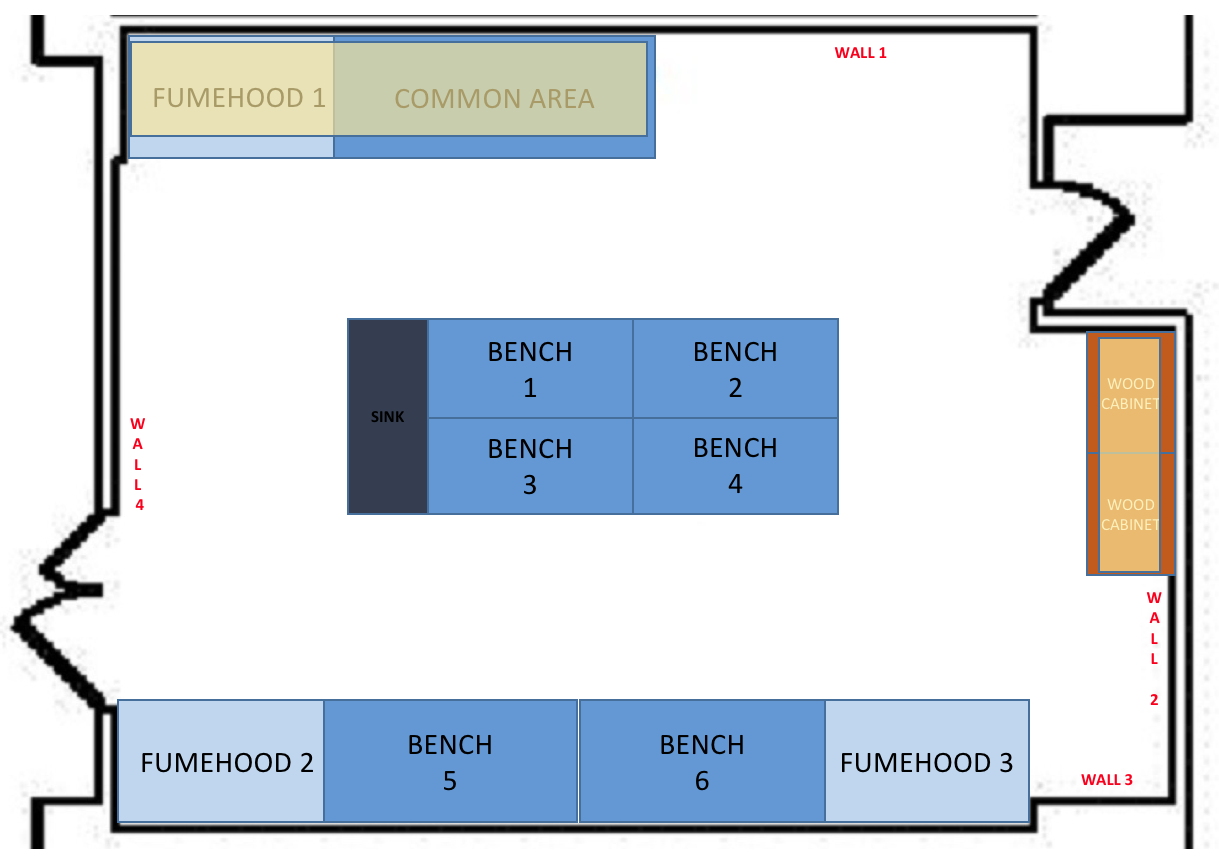 WALL 1
FUMEHOOD 1
COMMON AREA
BENCH
1
BENCH
2
SINK
BENCH
3
BENCH
4
W
A
L
L
4
WOOD
CABINET
WOOD
CABINET
W
A
L
L
2
FUMEHOOD 2
BENCH
5
BENCH
6
FUMEHOOD 3
WALL 3